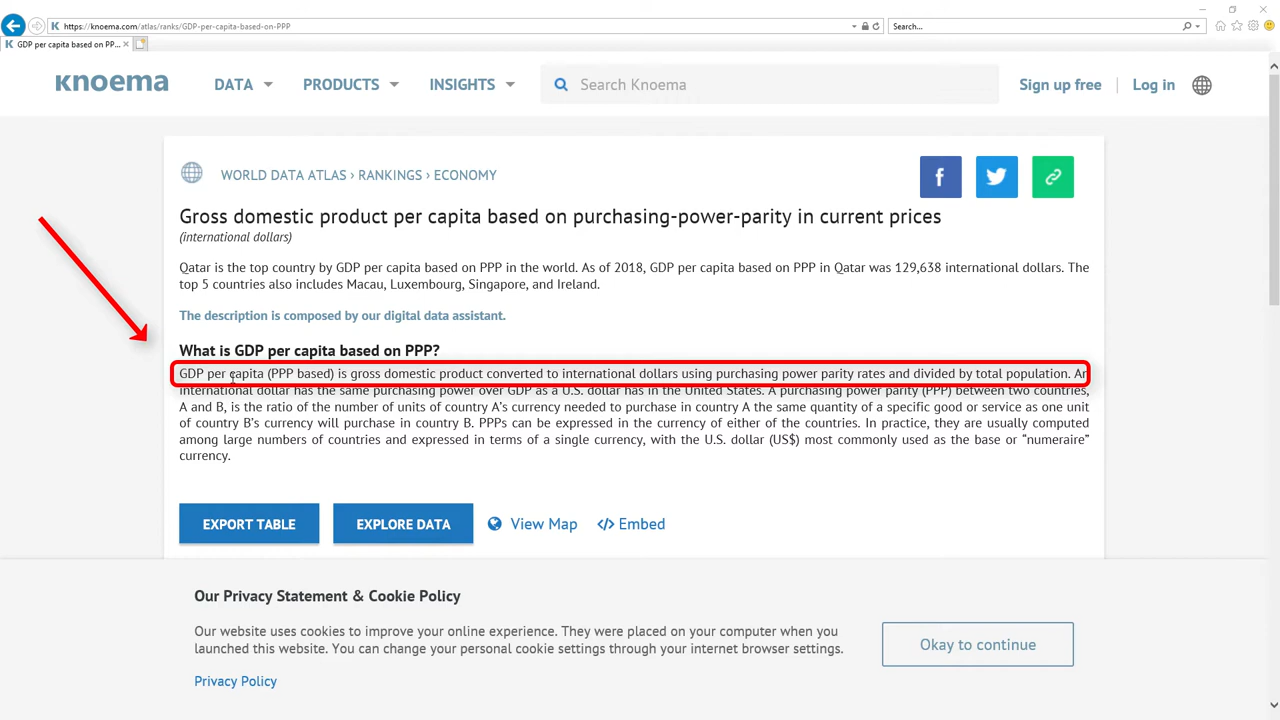 https://knoema.com/atlas/ranks/GDP-per-capita-based-on-PPP
Search...
K GDP per capita based on PP...
knoema
DATA PRODUCTS INSIGHTS
Search Knoema
Sign up free
Log in
WORLD DATA ATLAS › RANKINGS › ECONOMY
Gross domestic product per capita based on purchasing-power-parity in current prices
(international dollars)
Qatar is the top country by GDP per capita based on PPP in the world. As of 2018, GDP per capita based on PPP in Qatar was 129,638 international dollars. The
top 5 countries also includes Macau, Luxembourg, Singapore, and Ireland.
The description is composed by our digital data assistant.
What is GDP per capita based on PPP?
GDP per capita (PPP based) is gross domestic product converted to international dollars using purchasing power parity rates and divided by total population. An
international dollar has the same purchasing power over GDP as a U.S. dollar has in the United States. A purchasing power parity (PPP) between two countries,
A and B, is the ratio of the number of units of country A’s currency needed to purchase in country A the same quantity of a specific good or service as one unit
of country B’s currency will purchase in country B. PPPs can be expressed in the currency of either of the countries. In practice, they are usually computed
among large numbers of countries and expressed in terms of a single currency, with the U.S. dollar (US$) most commonly used as the base or “numeraire”
currency.
EXPORT TABLE
EXPLORE DATA
View Map
</> Embed
Our Privacy Statement & Cookie Policy
Our website uses cookies to improve your online experience. They were placed on your computer when you
launched this website. You can change your personal cookie settings through your internet browser settings.
Okay to continue
Privacy Policy